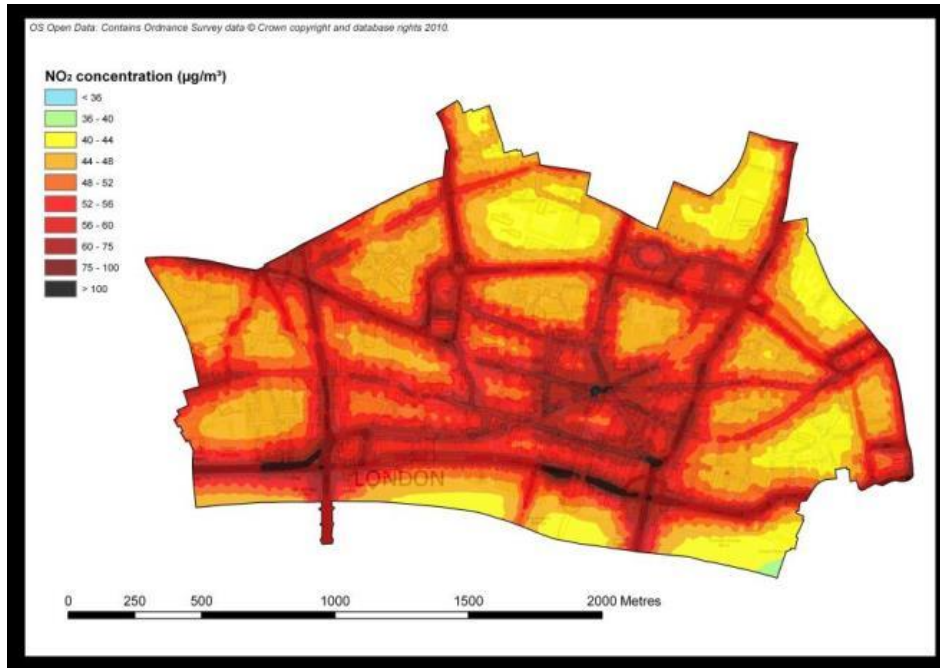 OS Open Data: Contains Ordnance Survey data © Crown copyright and database rights 2010.
NO₂ concentration (µg/m³)
< 36
36 - 40
40 - 44
44 - 48
48 - 52
52 - 56
56 - 60
60 - 75
75 - 100
> 100
LONDON
0 250 500 1000 1500 2000 Metres